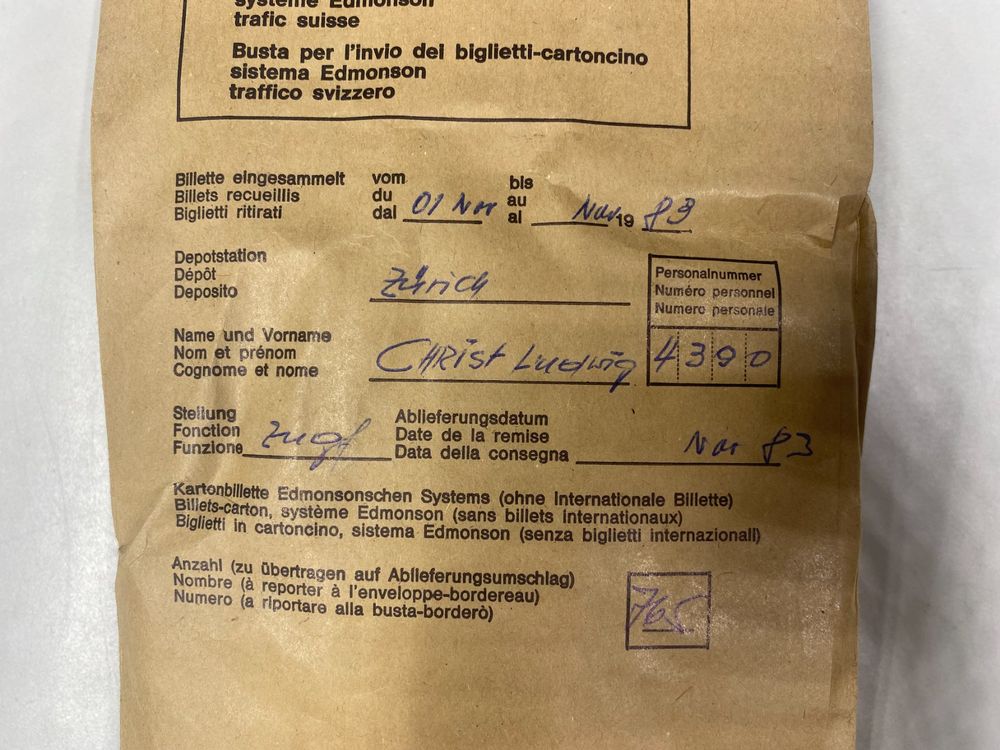 système Edmonson
trafic suisse
Busta per l'invio dei biglietti-cartoncino
sistema Edmonson
traffico svizzero
Billette eingesammelt vom bis
Billets recueillis du 01 Nov au Nov 19 83
Biglietti ritirati dal al
Depotstation
Dépôt Zürich
Deposito
Personalnummer
Numéro personnel
Numero personale
Name und Vorname
Nom et prénom CHRIST Ludwig 4390
Cognome et nome
Stellung Ablieferungsdatum
Fonction Zugf Date de la remise Nov 83
Funzione Data della consegna
Kartonbillette Edmonsonschen Systems (ohne Internationale Billette)
Billets-carton, système Edmonson (sans billets internationaux)
Biglietti in cartoncino, sistema Edmonson (senza biglietti internazionali)
Anzahl (zu übertragen auf Ablieferungsumschlag)
Nombre (à reporter à l'enveloppe-bordereau)
Numero (a riportare alla busta-borderò)